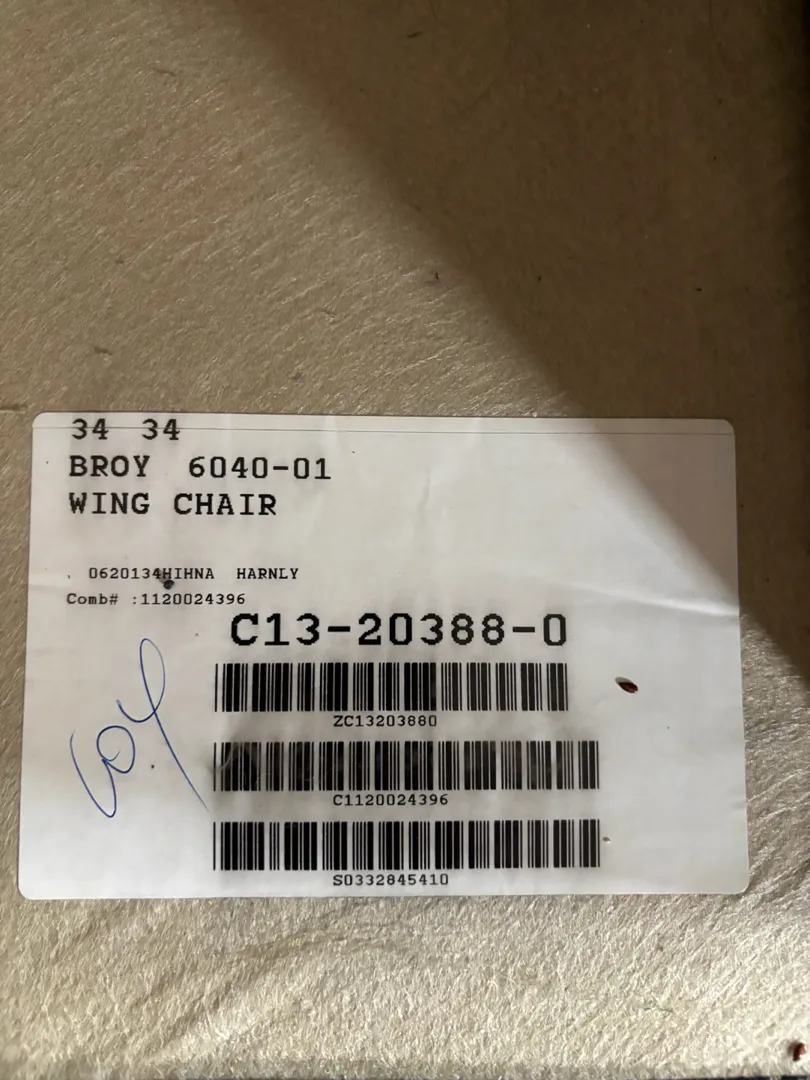 34 34
BROY 6040-01
WING CHAIR
0620134HIHNA HARNLY
Comb# :1120024396
C13-20388-0
ZC13203880
C1120024396
S0332845410